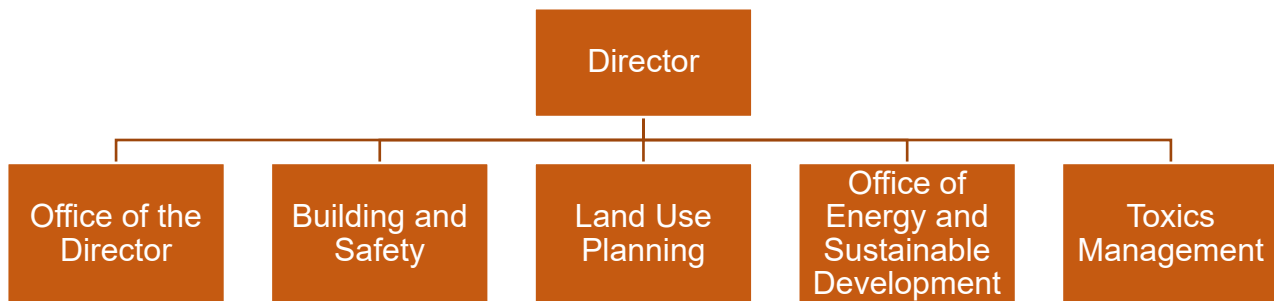 Director
Office of the
Director
Building and
Safety
Land Use
Planning
Office of
Energy and
Sustainable
Development
Toxics
Management